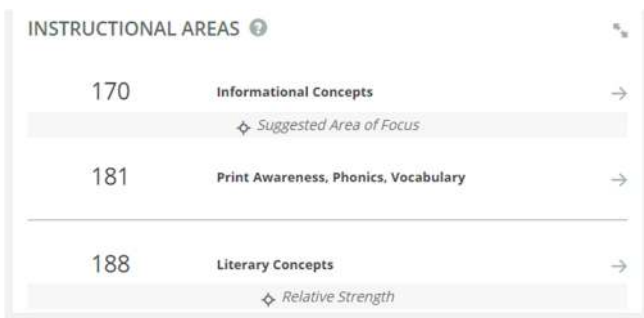 INSTRUCTIONAL AREAS ?
170 Informational Concepts
Suggested Area of Focus
181 Print Awareness, Phonics, Vocabulary
188 Literary Concepts
Relative Strength